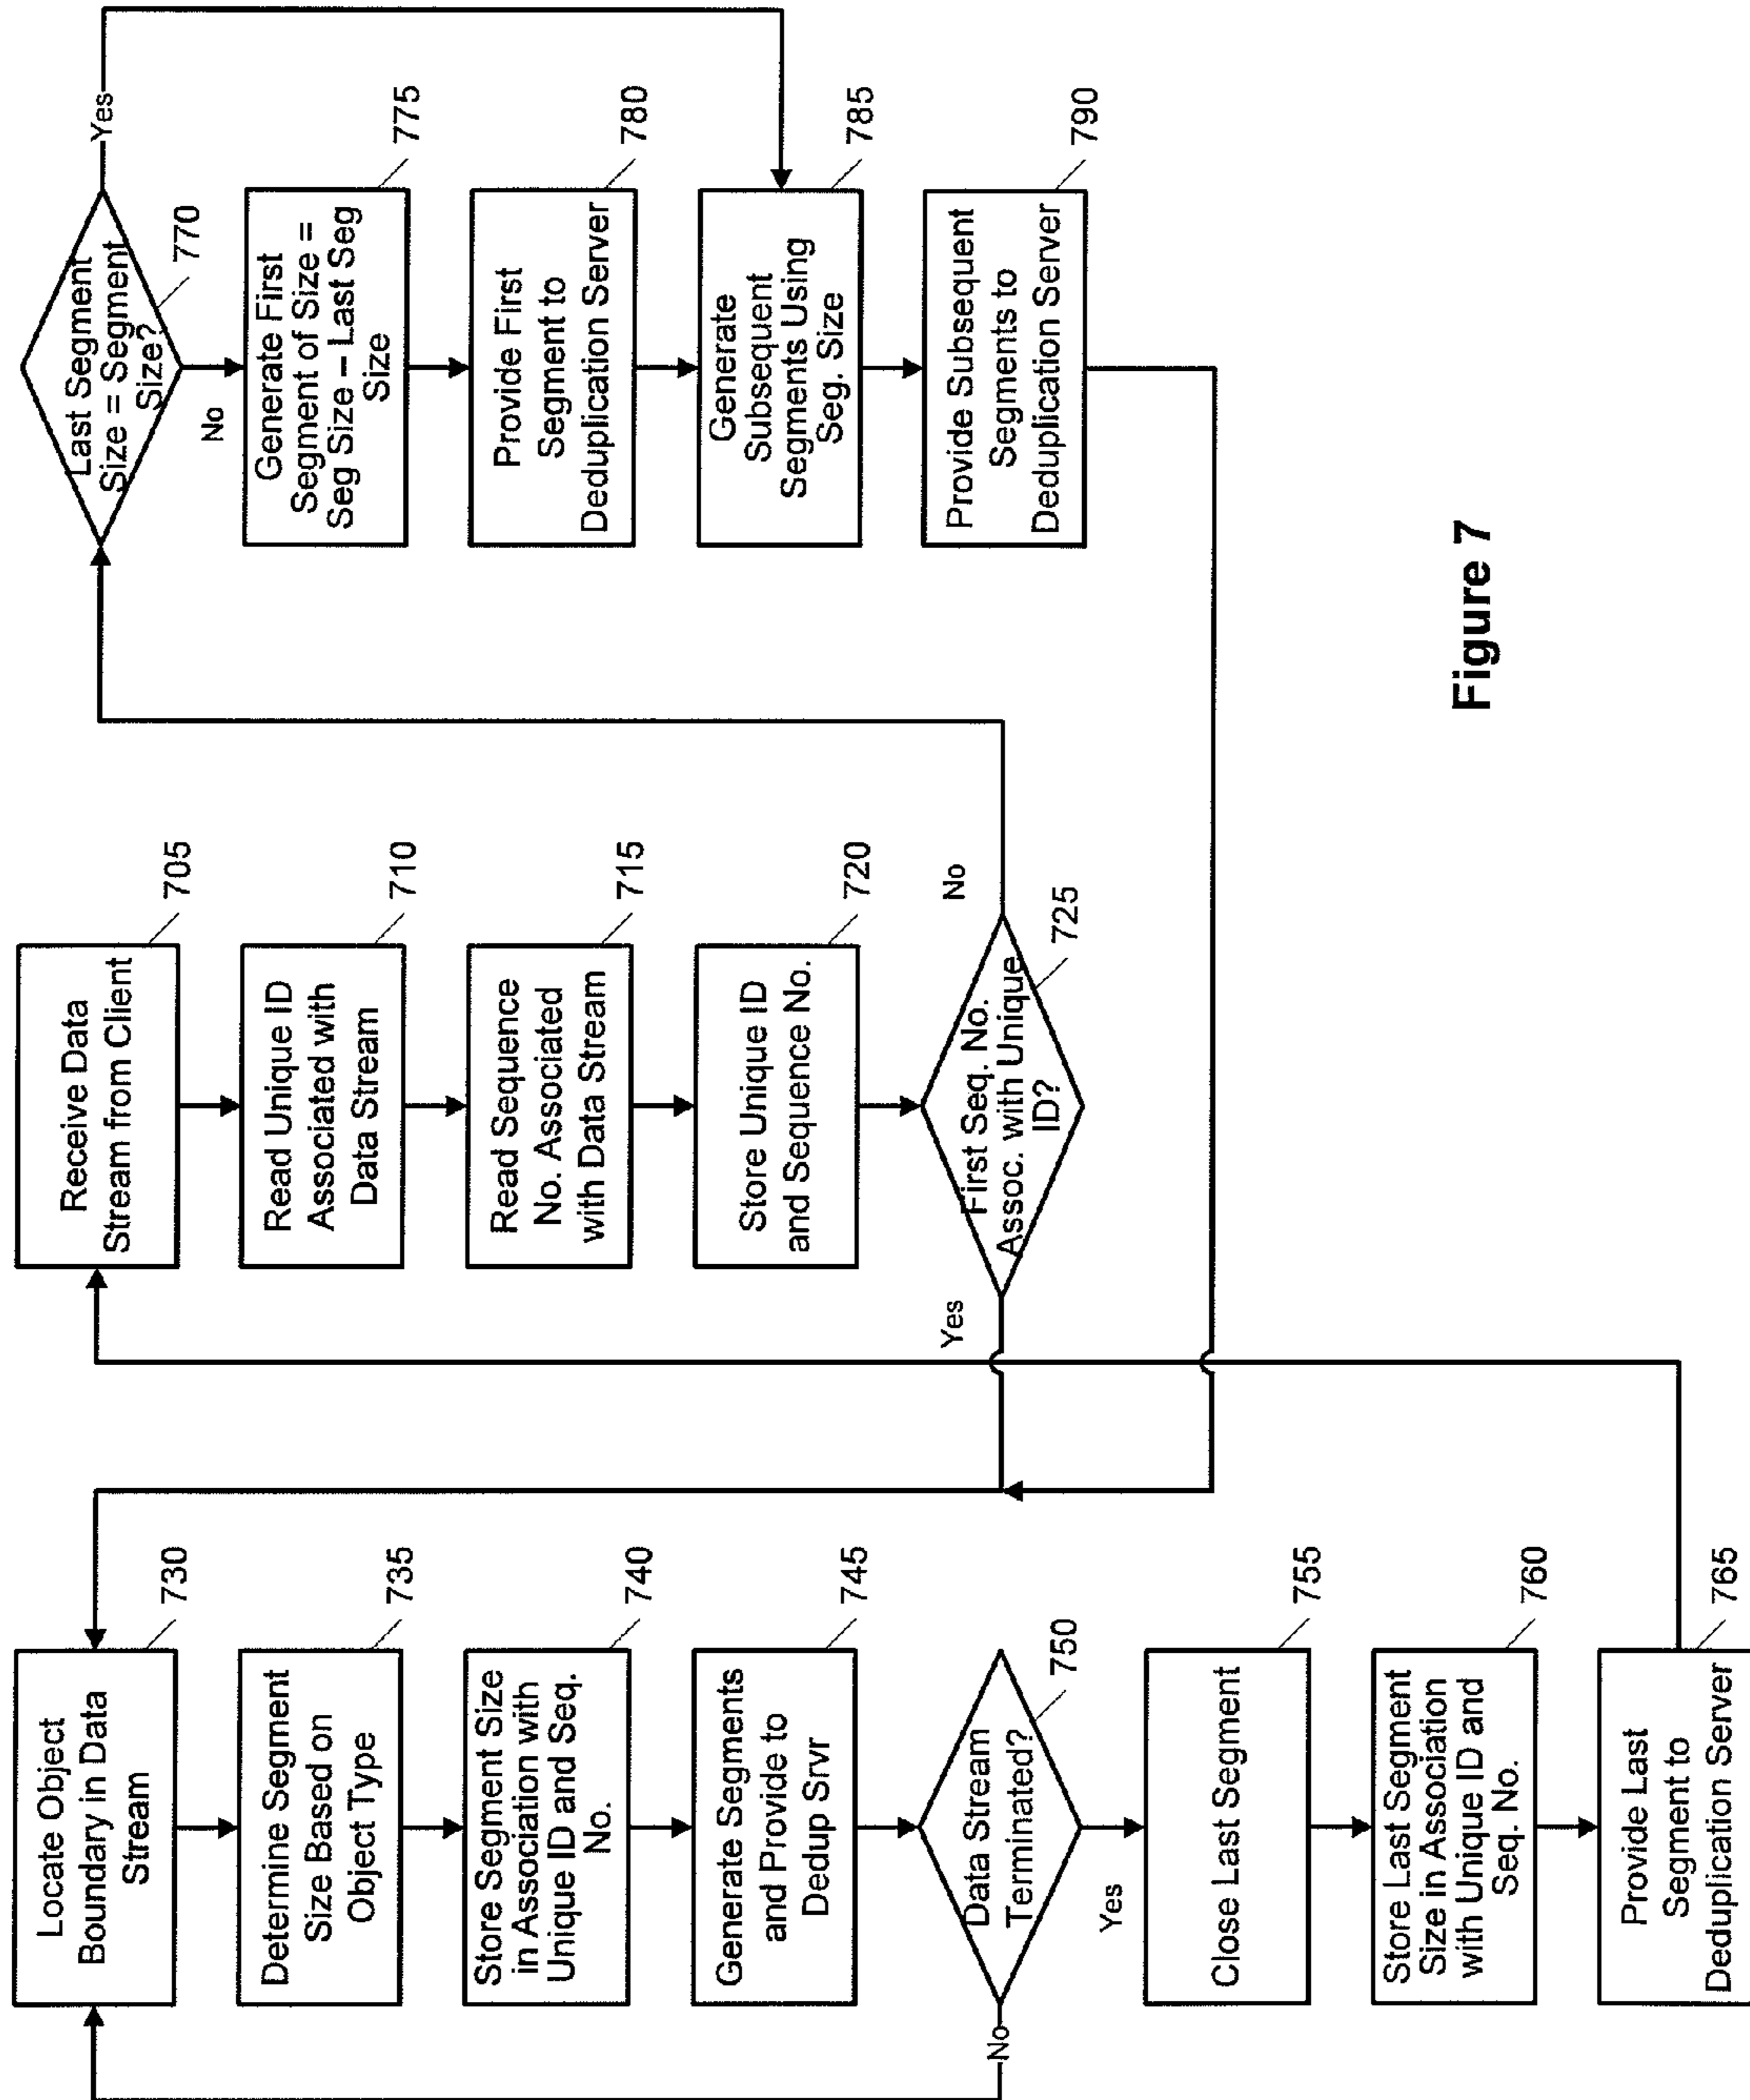 Locate Object
Boundary in Data
Stream
730
Determine Segment
Size Based on
Object Type
735
Store Segment Size
in Association with
Unique ID and Seq.
No.
740
Generate Segments
and Provide to
Dedup Srvr
745
Data Stream
Terminated?
750
No
Yes
Close Last Segment
755
Store Last Segment
Size in Association
with Unique ID and
Seq. No.
760
Provide Last
Segment to
Deduplication Server
765
Receive Data
Stream from Client
705
Read Unique ID
Associated with
Data Stream
710
Read Sequence
No. Associated
with Data Stream
715
Store Unique ID
and Sequence No.
720
First Seq. No.
Assoc. with Unique
ID?
725
Yes
No
Last Segment
Size = Segment
Size?
770
Yes
No
Generate First
Segment of Size =
Seg Size – Last Seg
Size
775
Provide First
Segment to
Deduplication Server
780
Generate
Subsequent
Segments Using
Seg. Size
785
Provide Subsequent
Segments to
Deduplication Server
790
Figure 7